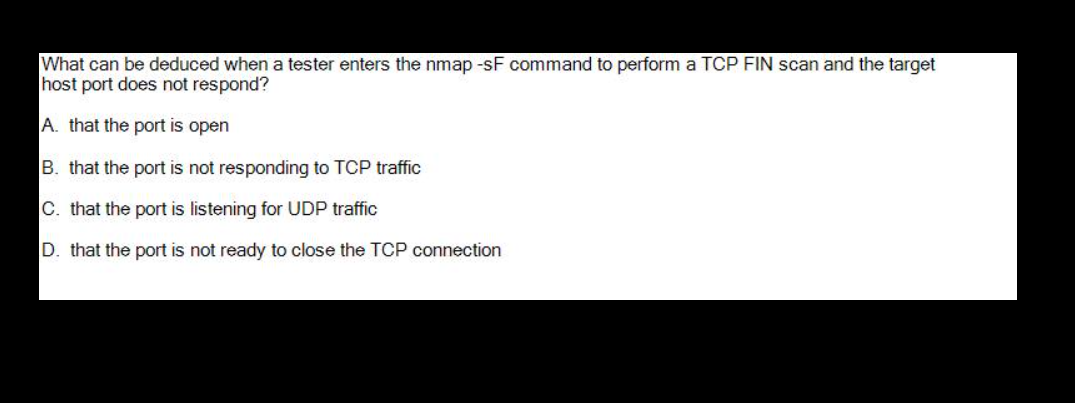 What can be deduced when a tester enters the nmap -sF command to perform a TCP FIN scan and the target
host port does not respond?
A. that the port is open
B. that the port is not responding to TCP traffic
C. that the port is listening for UDP traffic
D. that the port is not ready to close the TCP connection